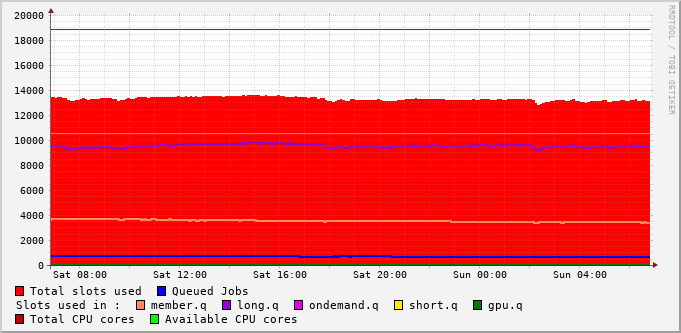 20000
18000
16000
14000
12000
10000
8000
6000
4000
2000
0
Sat 08:00 Sat 12:00 Sat 16:00 Sat 20:00 Sun 00:00 Sun 04:00
RRDTOOL / TOBI OETIKER
Total slots used Queued Jobs
Slots used in : member.q long.q ondemand.q short.q gpu.q
Total CPU cores Available CPU cores